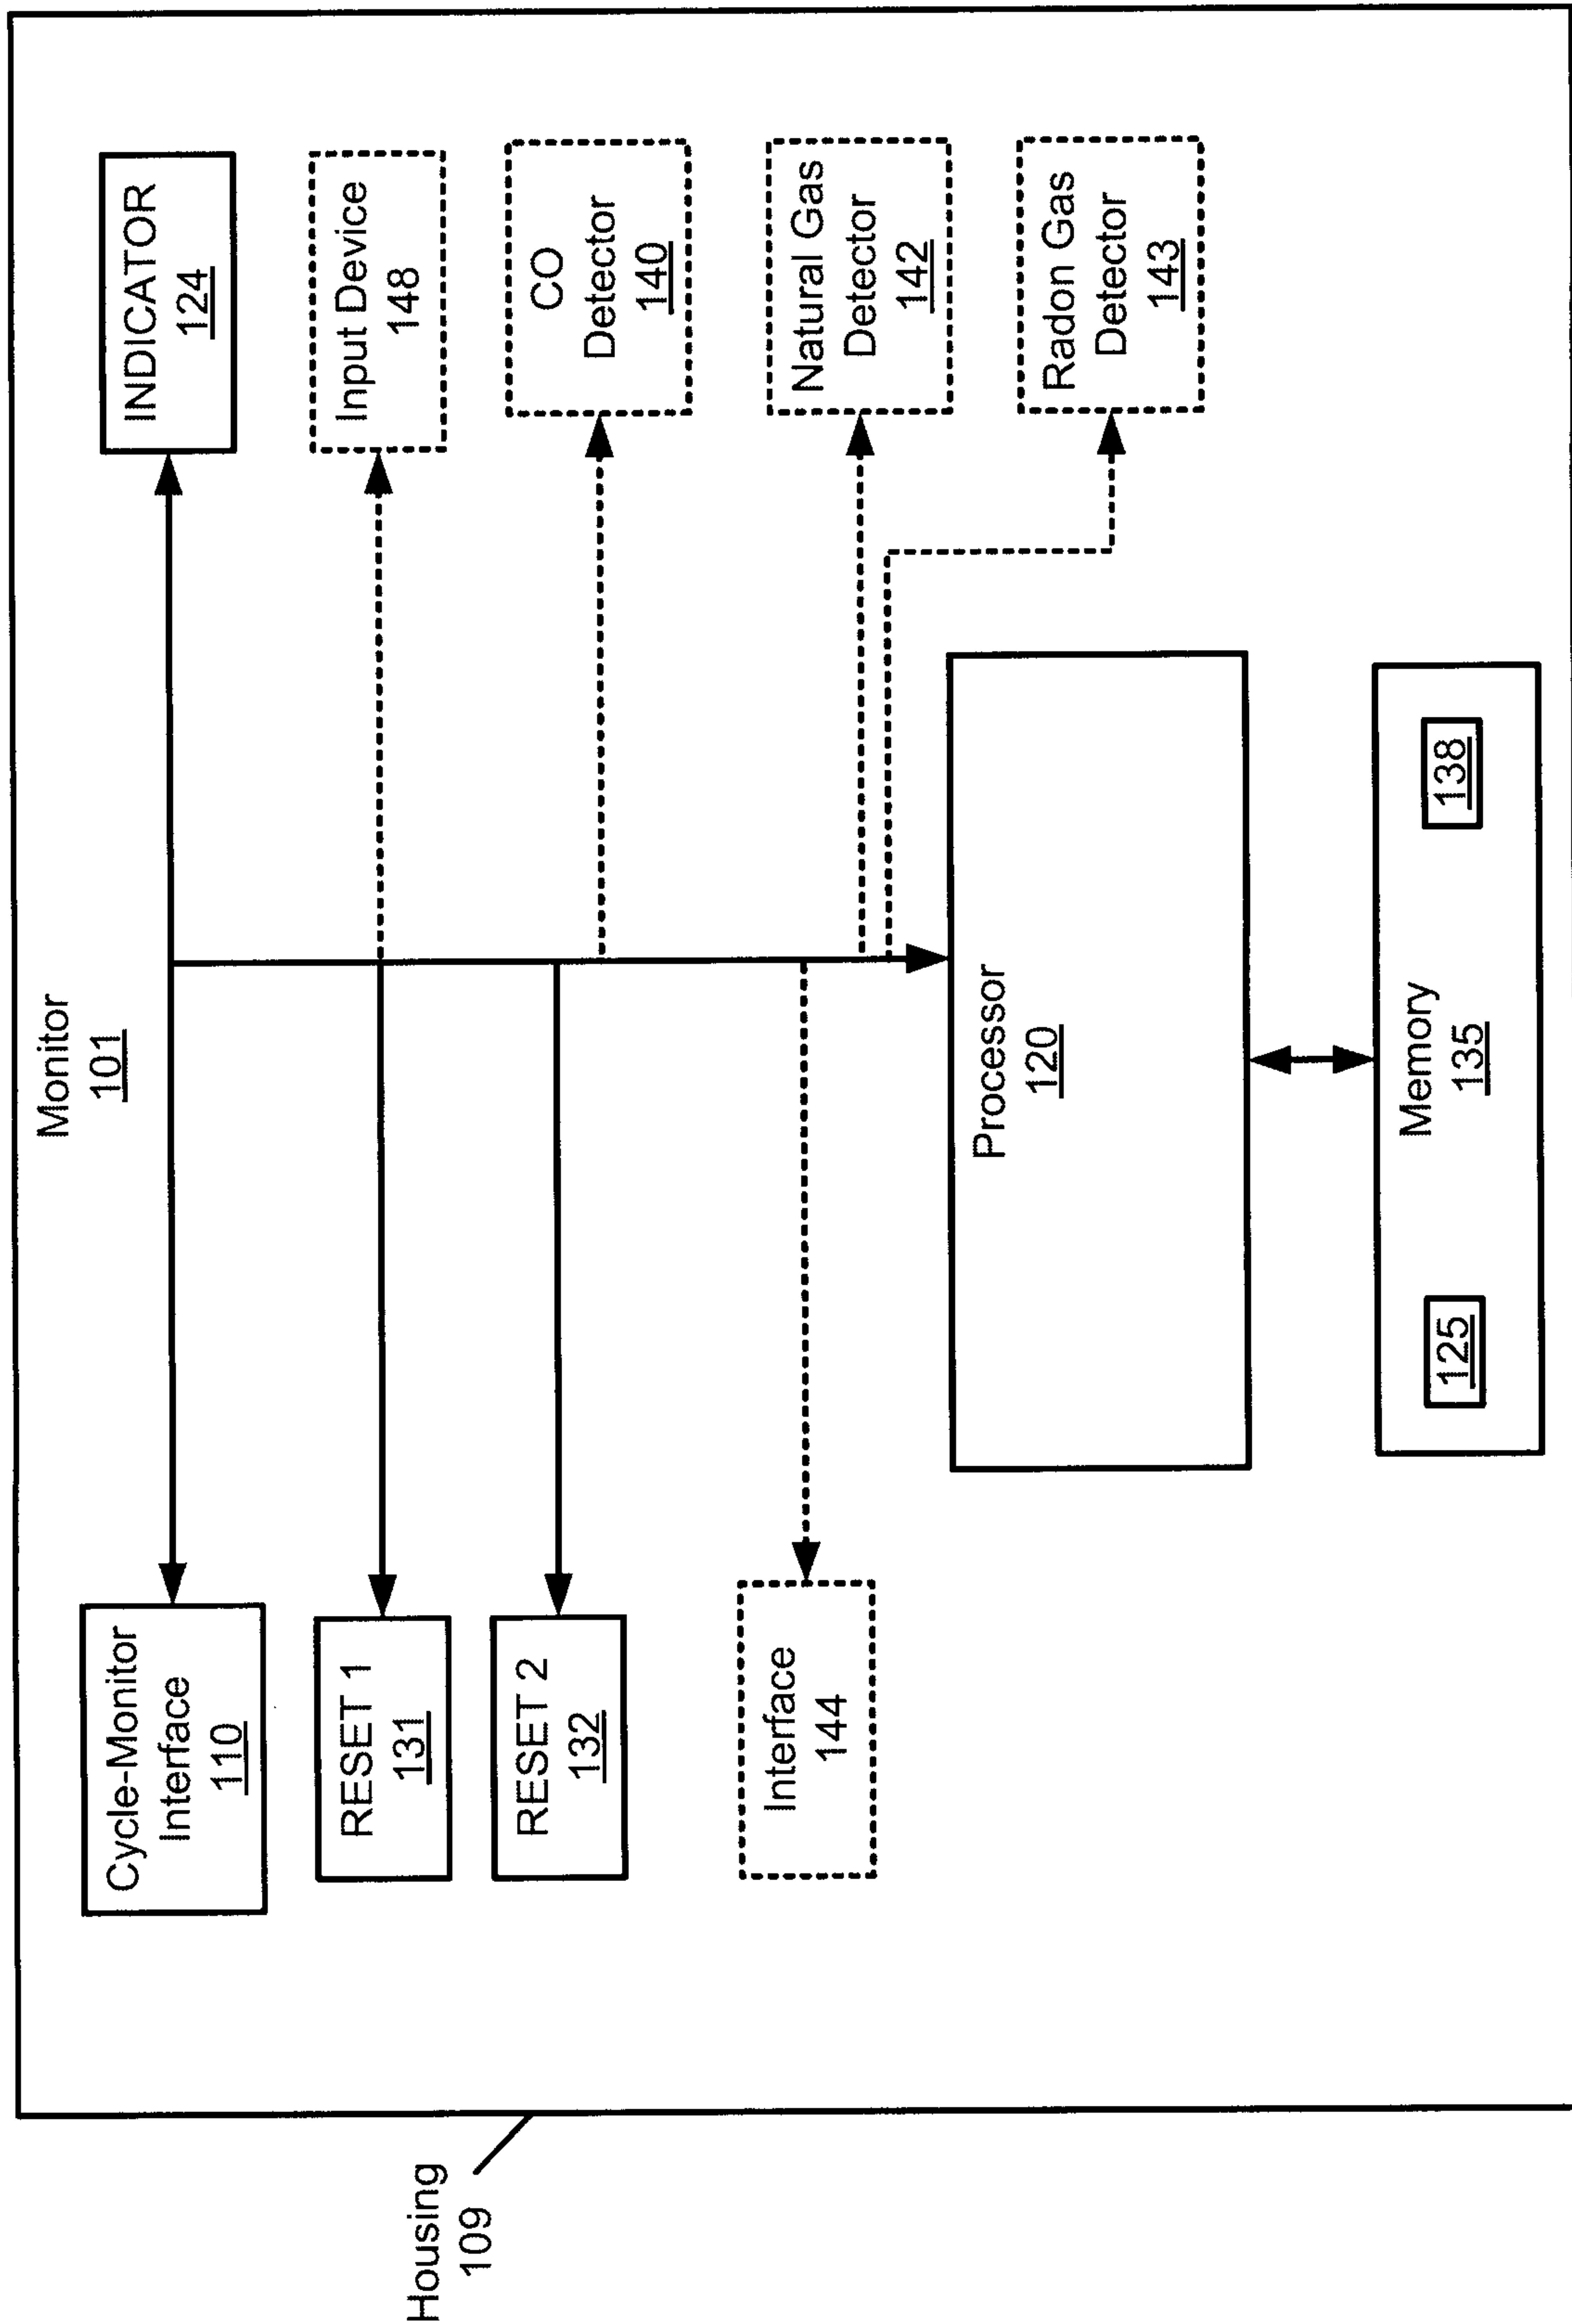 Monitor
101
Cycle-Monitor
Interface
110
INDICATOR
124
RESET 1
131
Input Device
148
RESET 2
132
CO
Detector
140
Interface
144
Natural Gas
Detector
142
Radon Gas
Detector
143
Processor
120
Memory
135
125
138
Housing
109